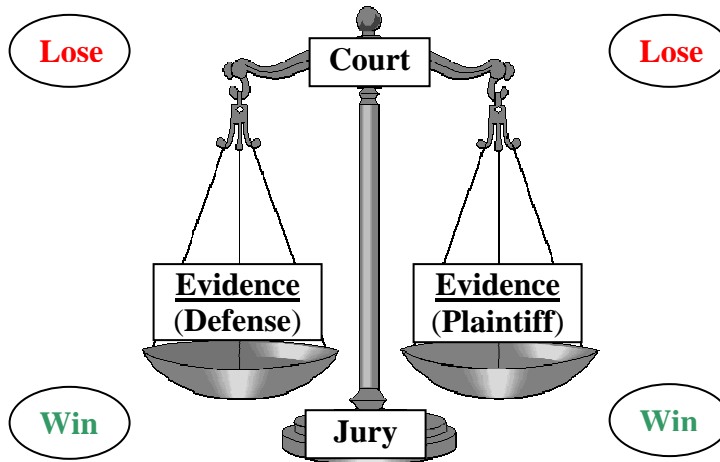 Lose
Court
Lose
Evidence
(Defense)
Evidence
(Plaintiff)
Win
Jury
Win